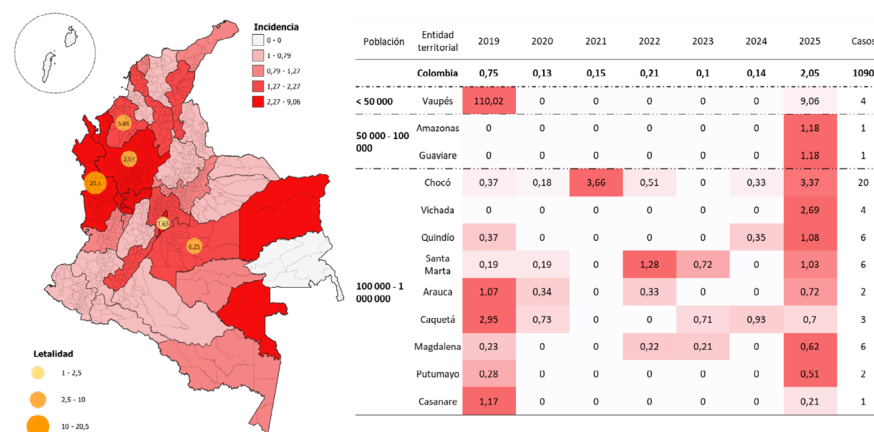 Incidencia
0 - 0
1 - 0,79
0,79 - 1,27
1,27 - 2,27
2,27 - 9,06
5,88
2,51
20,1
1,63
6,25
Letalidad
1 - 2,5
2,5 - 10
10 - 20,5
Población Entidad territorial 2019 2020 2021 2022 2023 2024 2025 Casos
Colombia 0,75 0,13 0,15 0,21 0,1 0,14 2,05 1090
< 50 000 Vaupés 110,02 0 0 0 0 0 9,06 4
50 000 - 100 000 Amazonas 0 0 0 0 0 0 1,18 1
Guaviare 0 0 0 0 0 0 1,18 1
100 000 - 1 000 000 Chocó 0,37 0,18 3,66 0,51 0 0,33 3,37 20
Vichada 0 0 0 0 0 0 2,69 4
Quindío 0,37 0 0 0 0 0,35 1,08 6
Santa Marta 0,19 0,19 0 1,28 0,72 0 1,03 6
Arauca 1,07 0,34 0 0,33 0 0 0,72 2
Caquetá 2,95 0,73 0 0 0,71 0,93 0,7 3
Magdalena 0,23 0 0 0,22 0,21 0 0,62 6
Putumayo 0,28 0 0 0 0 0 0,51 2
Casanare 1,17 0 0 0 0 0 0,21 1